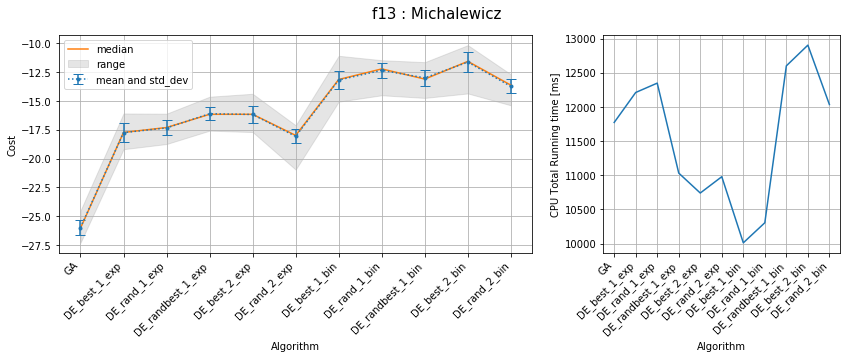 f13 : Michalewicz
median
range
mean and std_dev
Cost
−10.0
−12.5
−15.0
−17.5
−20.0
−22.5
−25.0
−27.5
GA
DE_best_1_exp
DE_rand_1_exp
DE_randbest_1_exp
DE_best_2_exp
DE_rand_2_exp
DE_best_1_bin
DE_rand_1_bin
DE_randbest_1_bin
DE_best_2_bin
DE_rand_2_bin
Algorithm
CPU Total Running time [ms]
13000
12000
11000
10000
GA
DE_best_1_exp
DE_rand_1_exp
DE_randbest_1_exp
DE_best_2_exp
DE_rand_2_exp
DE_best_1_bin
DE_rand_1_bin
DE_randbest_1_bin
DE_best_2_bin
DE_rand_2_bin
Algorithm